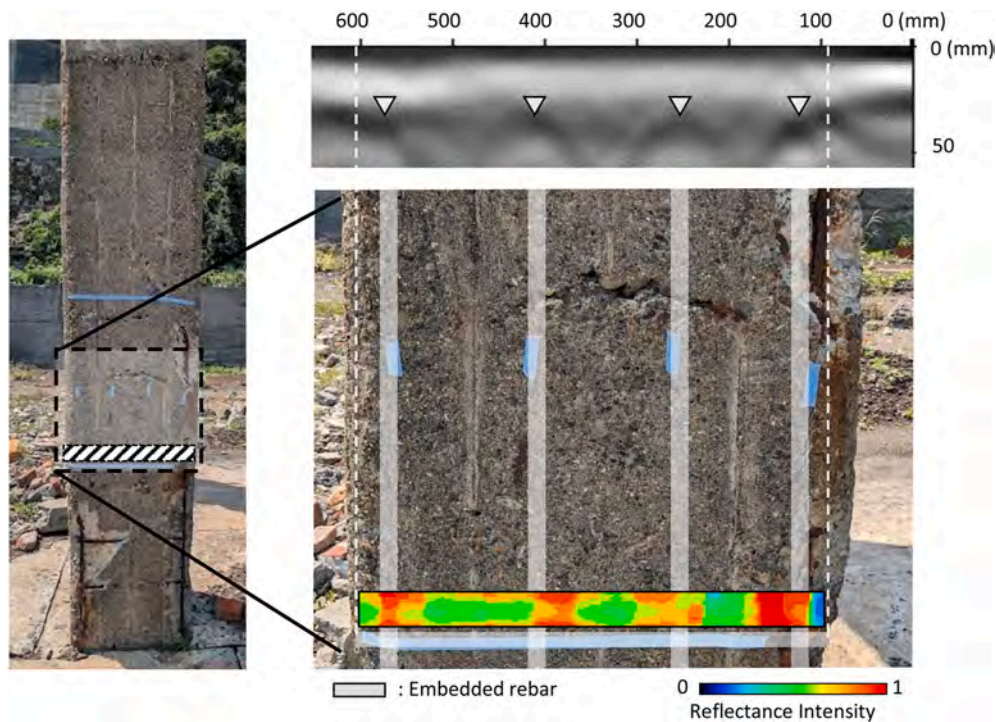 600 500 400 300 200 100 0 (mm)
0 (mm)
50
: Embedded rebar
0 1
Reflectance Intensity